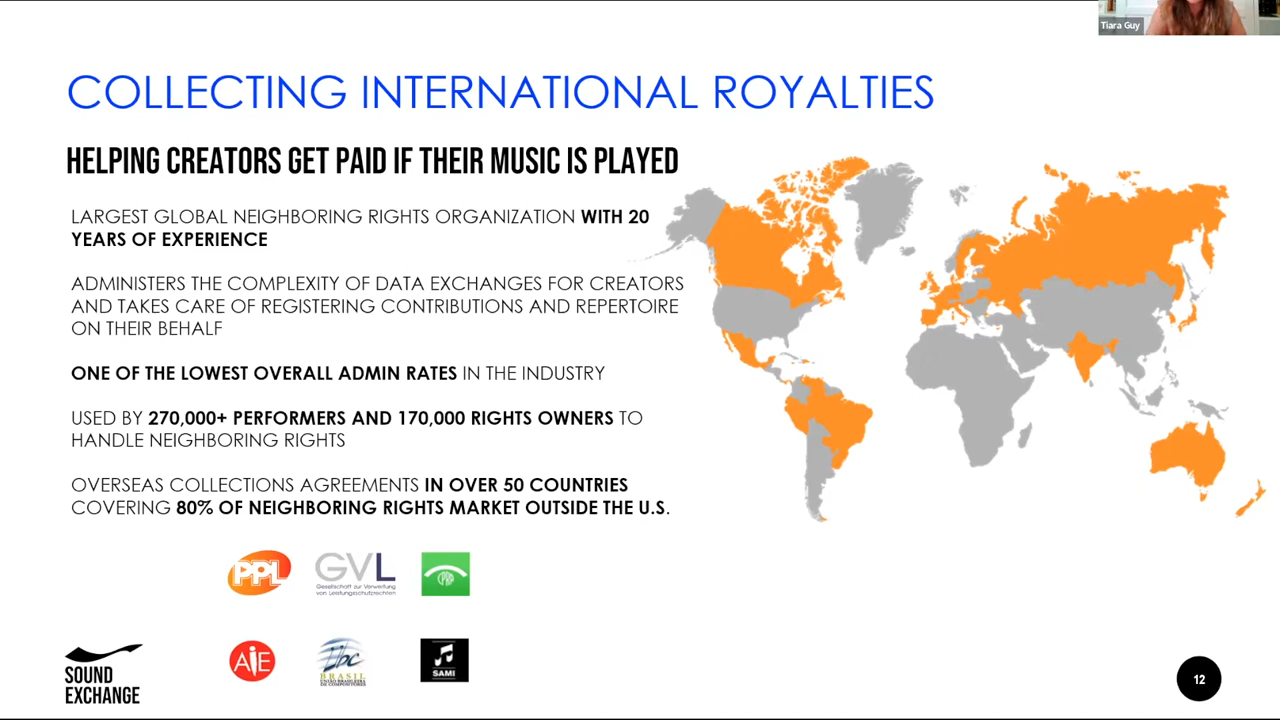 Tiara Guy
COLLECTING INTERNATIONAL ROYALTIES
HELPING CREATORS GET PAID IF THEIR MUSIC IS PLAYED
LARGEST GLOBAL NEIGHBORING RIGHTS ORGANIZATION WITH 20
YEARS OF EXPERIENCE
ADMINISTERS THE COMPLEXITY OF DATA EXCHANGES FOR CREATORS
AND TAKES CARE OF REGISTERING CONTRIBUTIONS AND REPERTOIRE
ON THEIR BEHALF
ONE OF THE LOWEST OVERALL ADMIN RATES IN THE INDUSTRY
USED BY 270,000+ PERFORMERS AND 170,000 RIGHTS OWNERS TO
HANDLE NEIGHBORING RIGHTS
OVERSEAS COLLECTIONS AGREEMENTS IN OVER 50 COUNTRIES
COVERING 80% OF NEIGHBORING RIGHTS MARKET OUTSIDE THE U.S.
PPL
GVL
Gesellschaft zur Verwertung
von Leistungsschutzrechten
CPRA
AIE
ubc
BRASIL
UNIÃO BRASILEIRA
DE COMPOSITORES
SAMI
SOUND
EXCHANGE
12